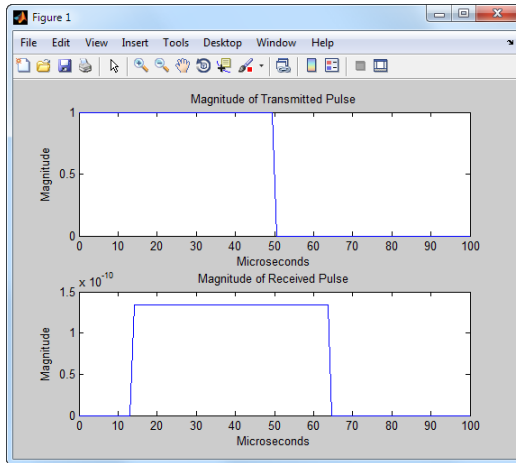 Figure 1
File Edit View Insert Tools Desktop Window Help
Magnitude of Transmitted Pulse
1
0.5
0
Magnitude
0 10 20 30 40 50 60 70 80 90 100
Microseconds
x 10^-10
Magnitude of Received Pulse
1.5
1
0.5
0
Magnitude
0 10 20 30 40 50 60 70 80 90 100
Microseconds